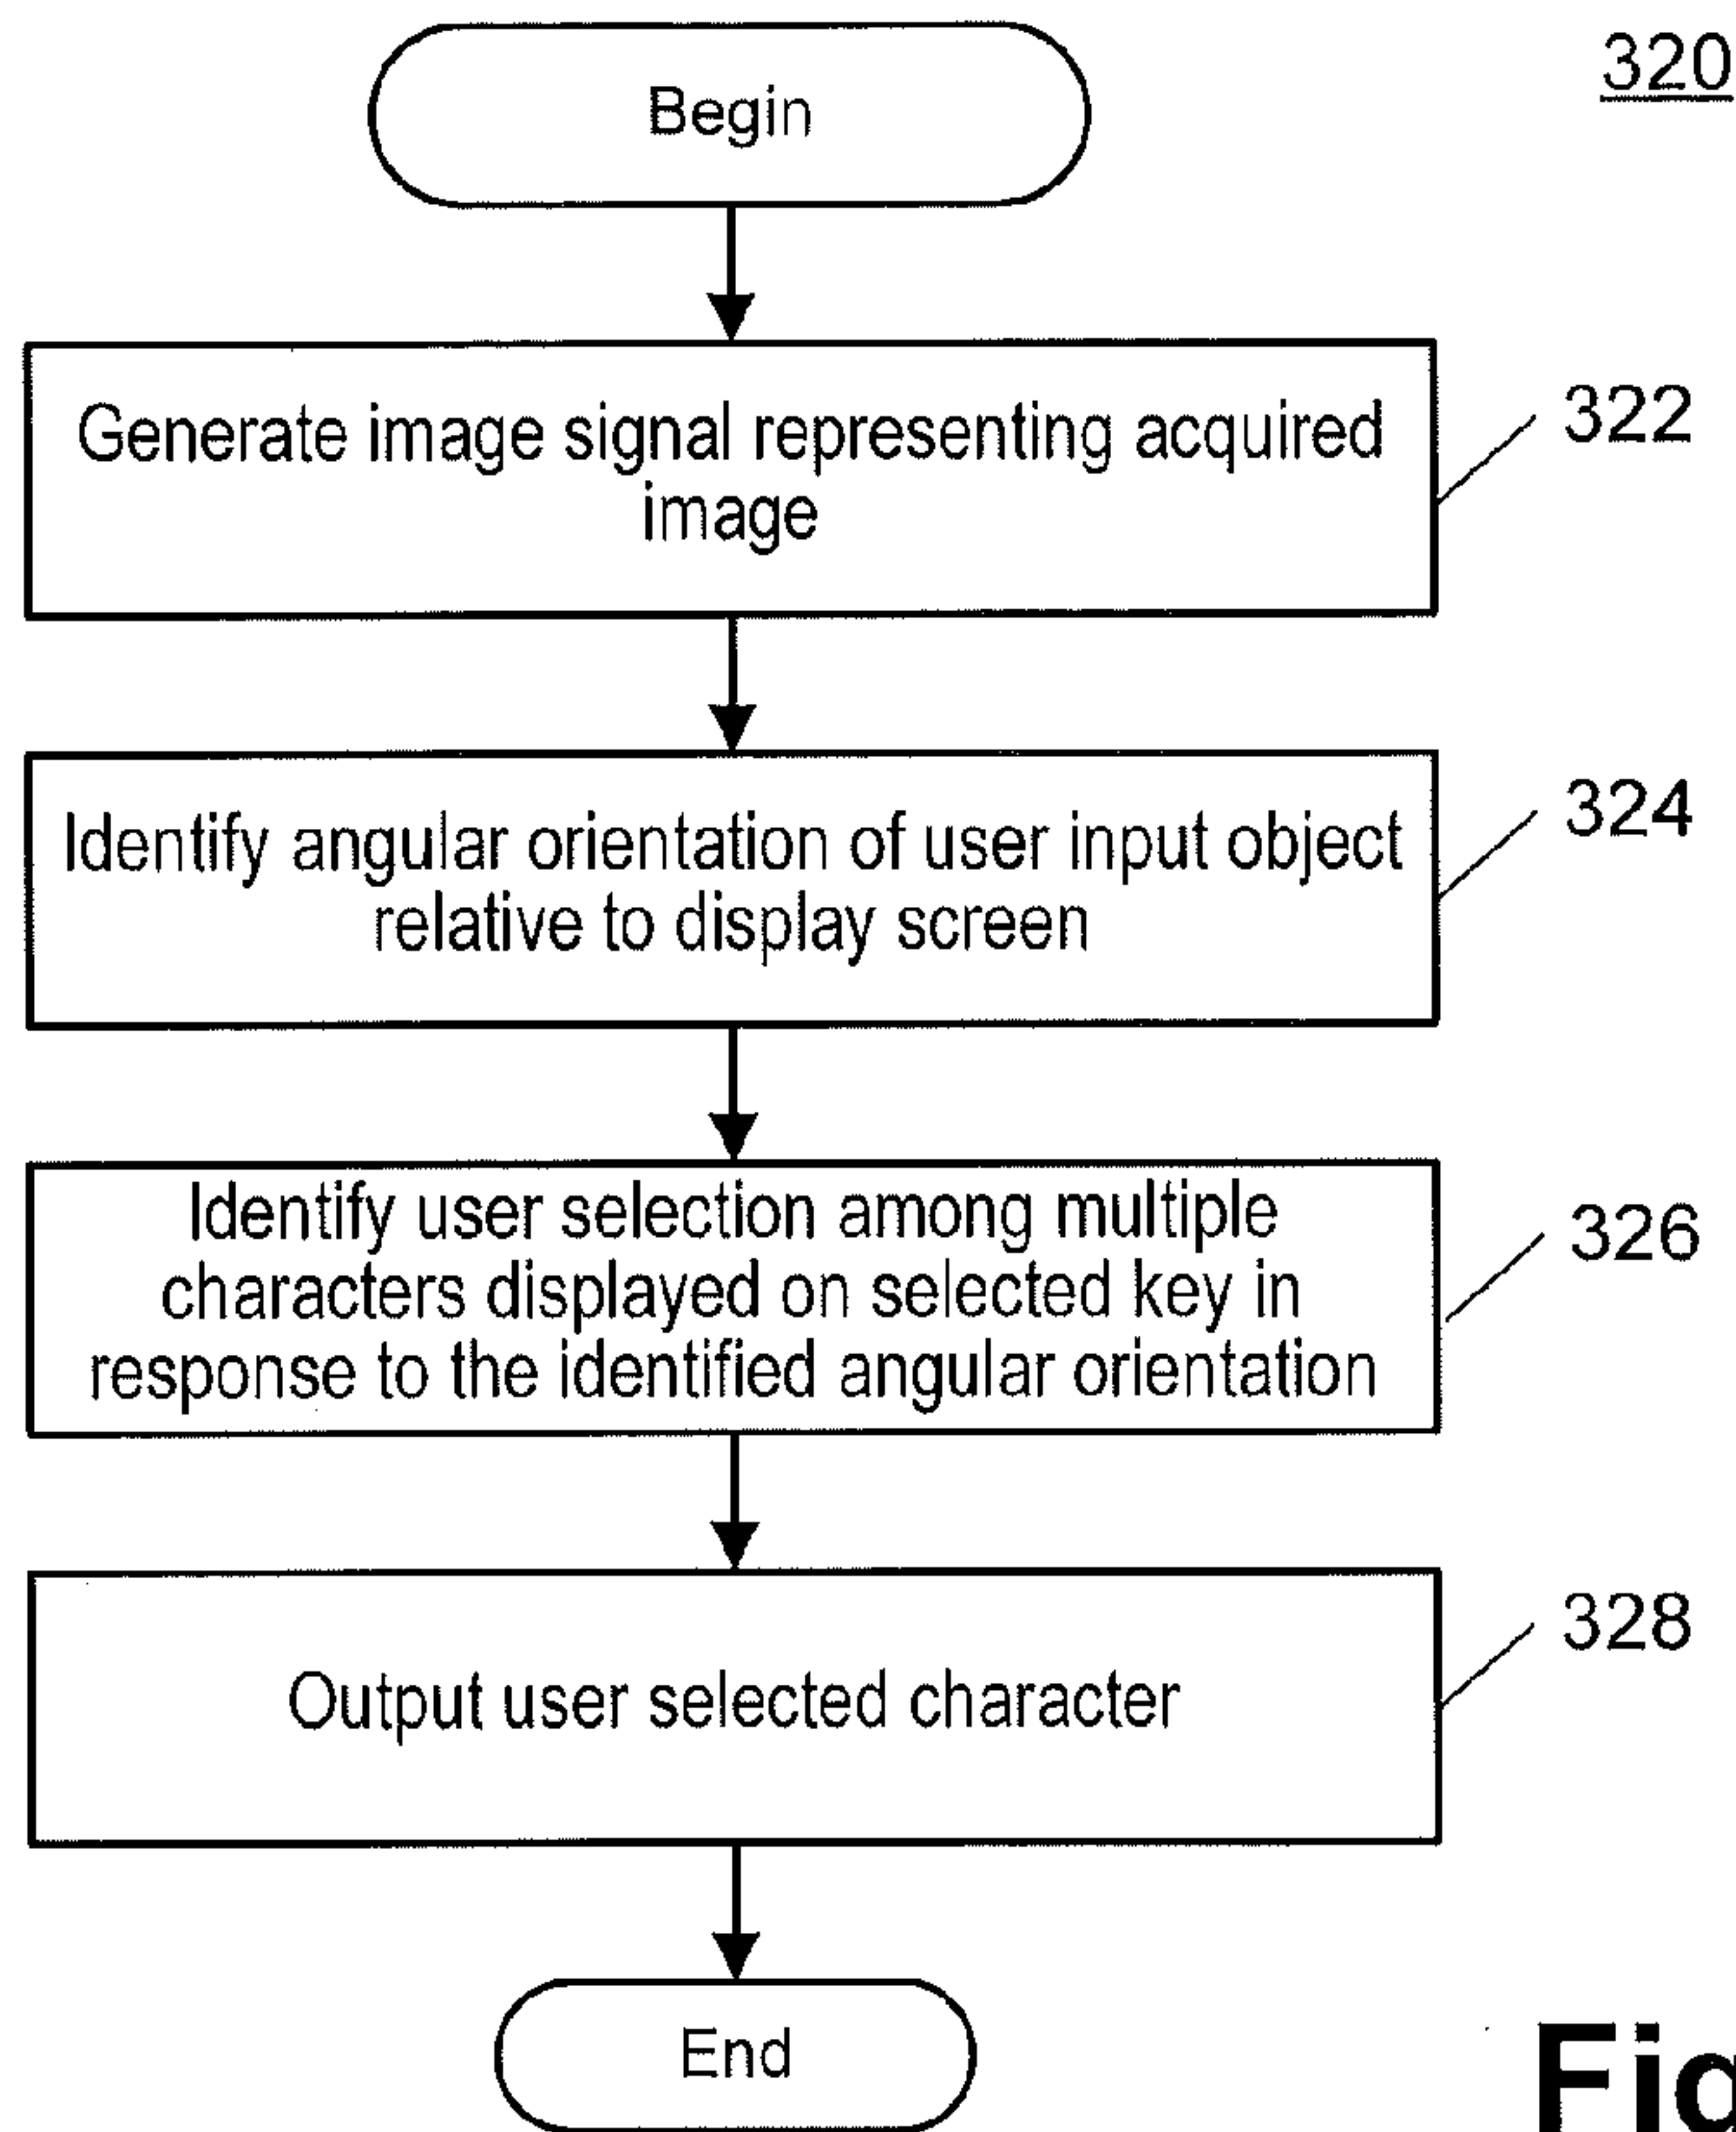 320
Begin
Generate image signal representing acquired
image
322
Identify angular orientation of user input object
relative to display screen
324
Identify user selection among multiple
characters displayed on selected key in
response to the identified angular orientation
326
Output user selected character
328
End
Fig